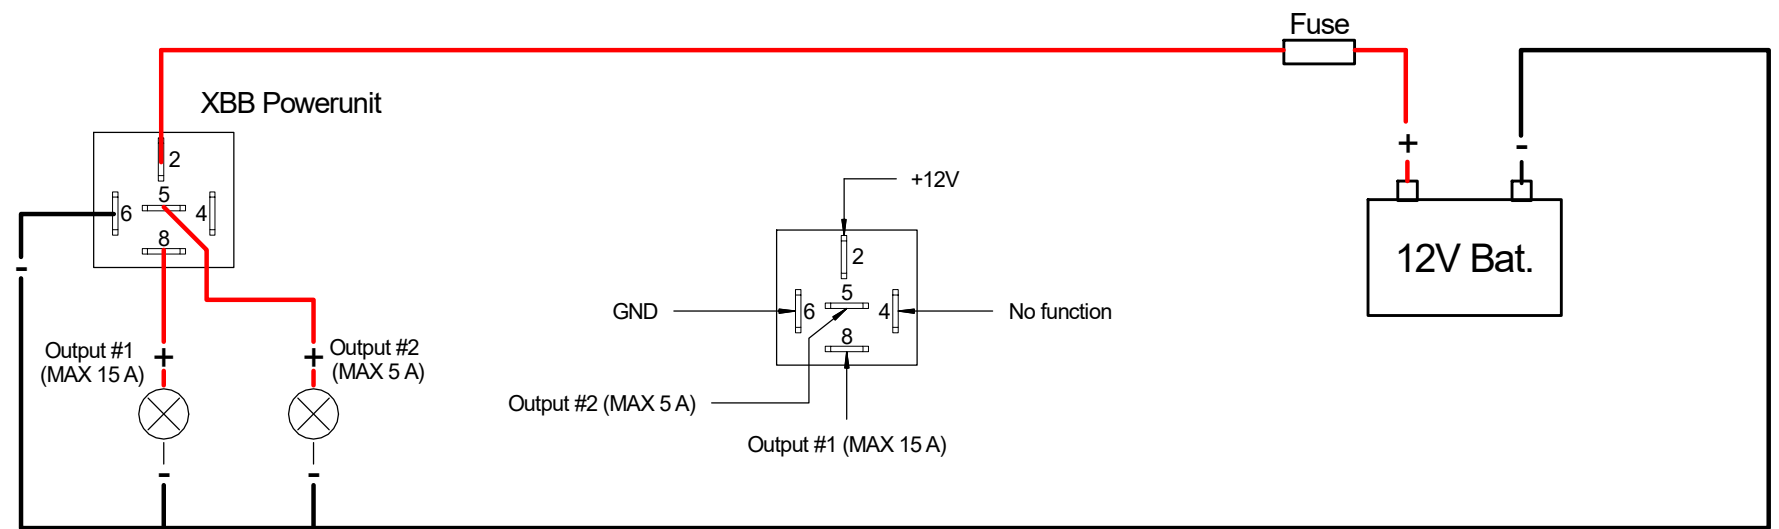 Fuse
XBB Powerunit
2
5
6
4
8
-
Output #1
(MAX 15 A)
+
-
+
Output #2
(MAX 5 A)
-
+12V
2
5
GND
6
4
No function
8
Output #2 (MAX 5 A)
Output #1 (MAX 15 A)
+
-
12V Bat.